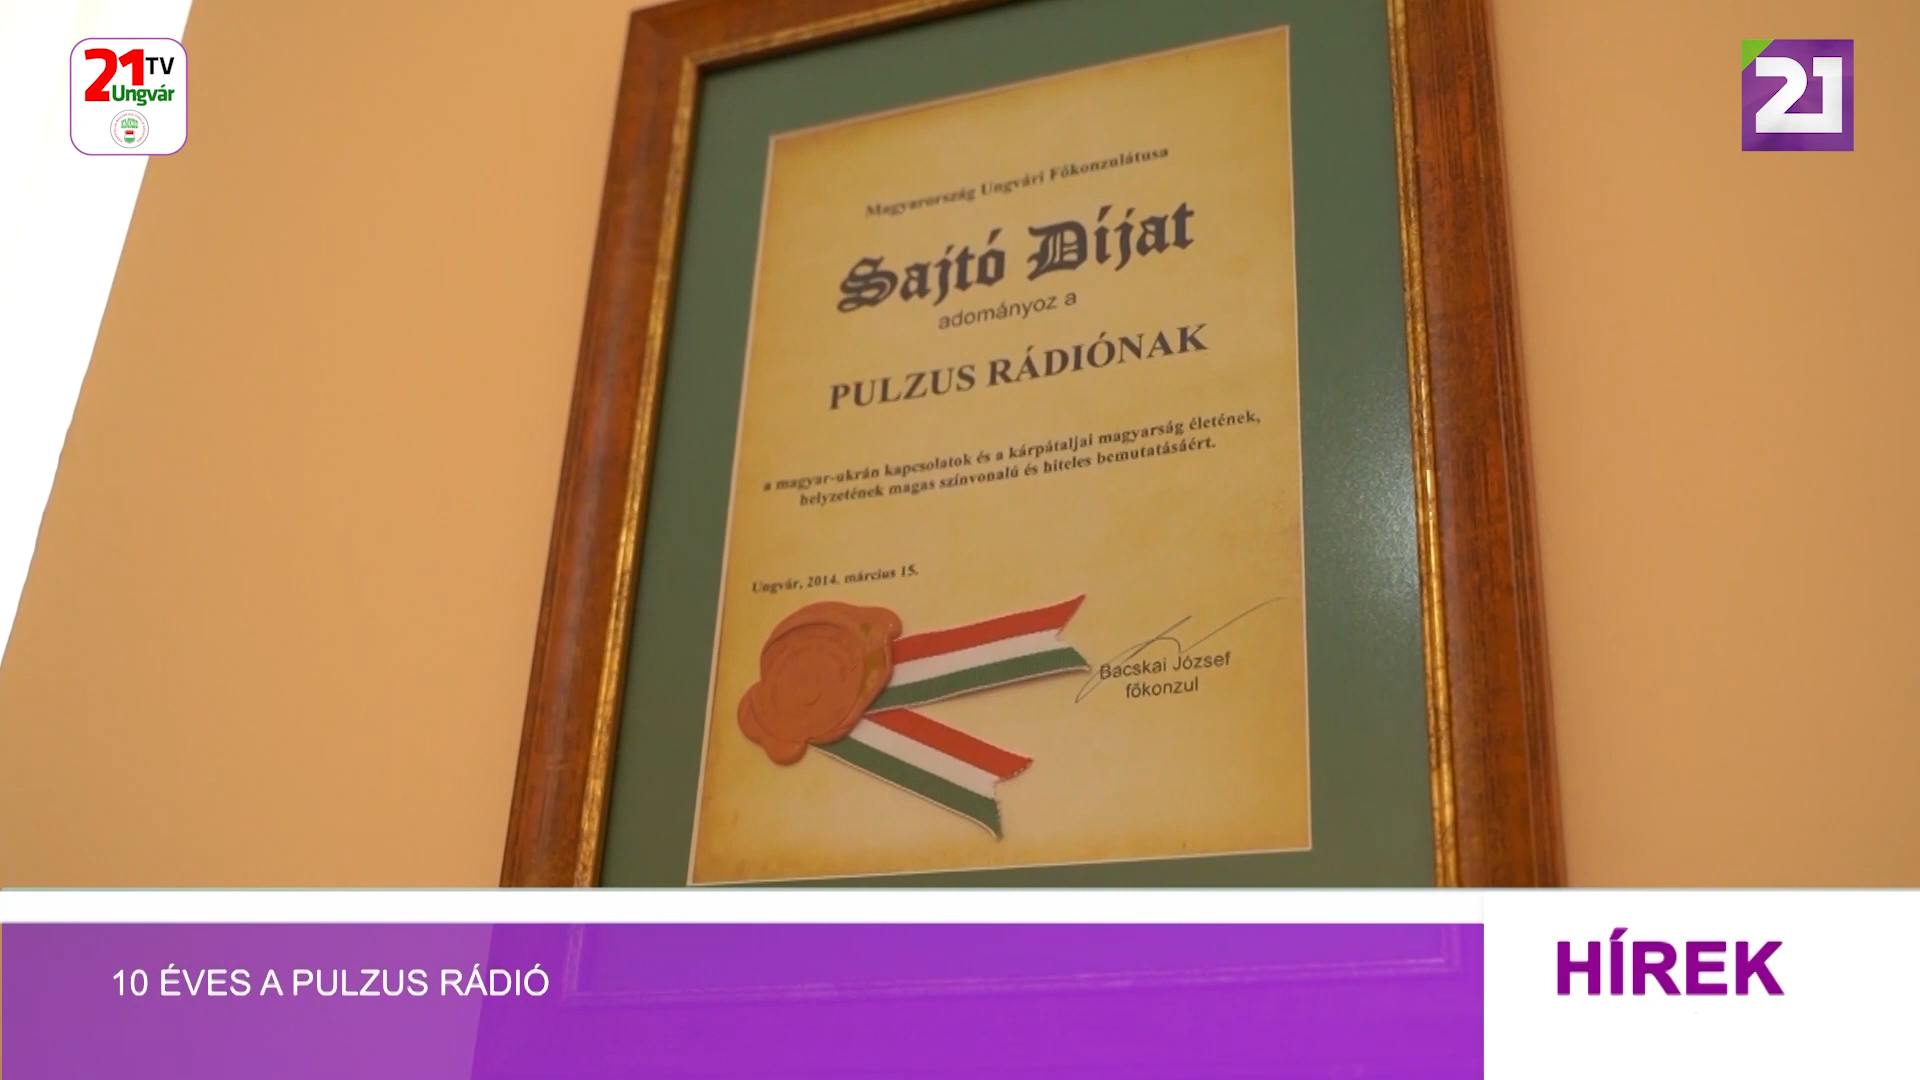 21 TV
Ungvár
21
Magyarország Ungvári Főkonzulátusa
Sajtó Díjat
adományoz a
PULZUS RÁDIÓNAK
a magyar-ukrán kapcsolatok és a kárpátaljai magyarság életének,
helyzetének magas színvonalú és hiteles bemutatásáért.
Ungvár, 2014. március 15.
Bacskai József
főkonzul
10 ÉVES A PULZUS RÁDIÓ
HÍREK